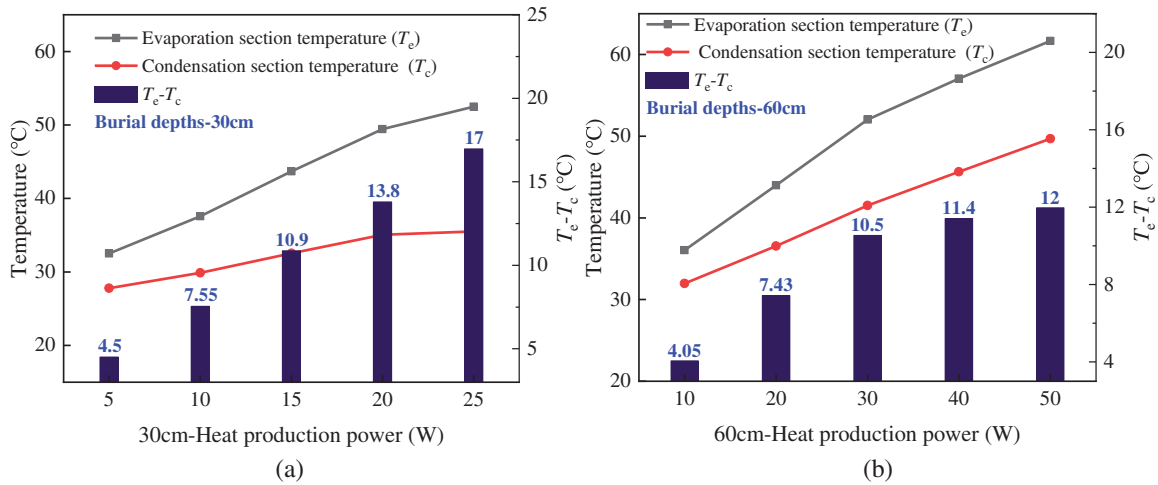 Evaporation section temperature (Te)
Condensation section temperature (Tc)
Te-Tc
Burial depths-30cm
Temperature (°C)
60
50
40
30
20
25
20
15
10
5
Te-Tc (°C)
4.5
7.55
10.9
13.8
17
5
10
15
20
25
30cm-Heat production power (W)
(a)
Evaporation section temperature (Te)
Condensation section temperature (Tc)
Te-Tc
Burial depths-60cm
Temperature (°C)
60
50
40
30
20
20
16
12
8
4
Te-Tc (°C)
4.05
7.43
10.5
11.4
12
10
20
30
40
50
60cm-Heat production power (W)
(b)